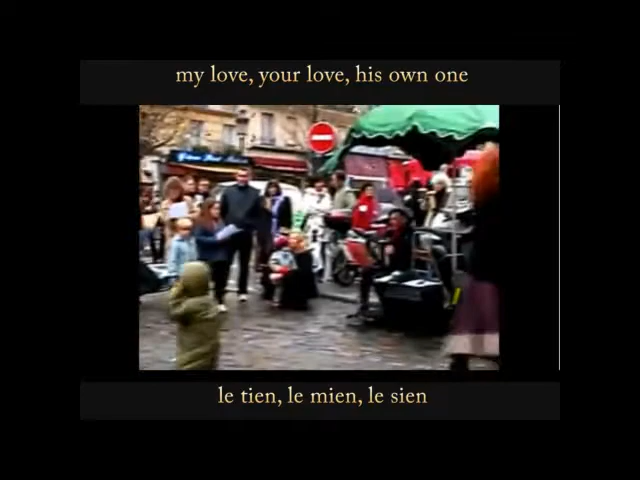 my love, your love, his own one
le tien, le mien, le sien